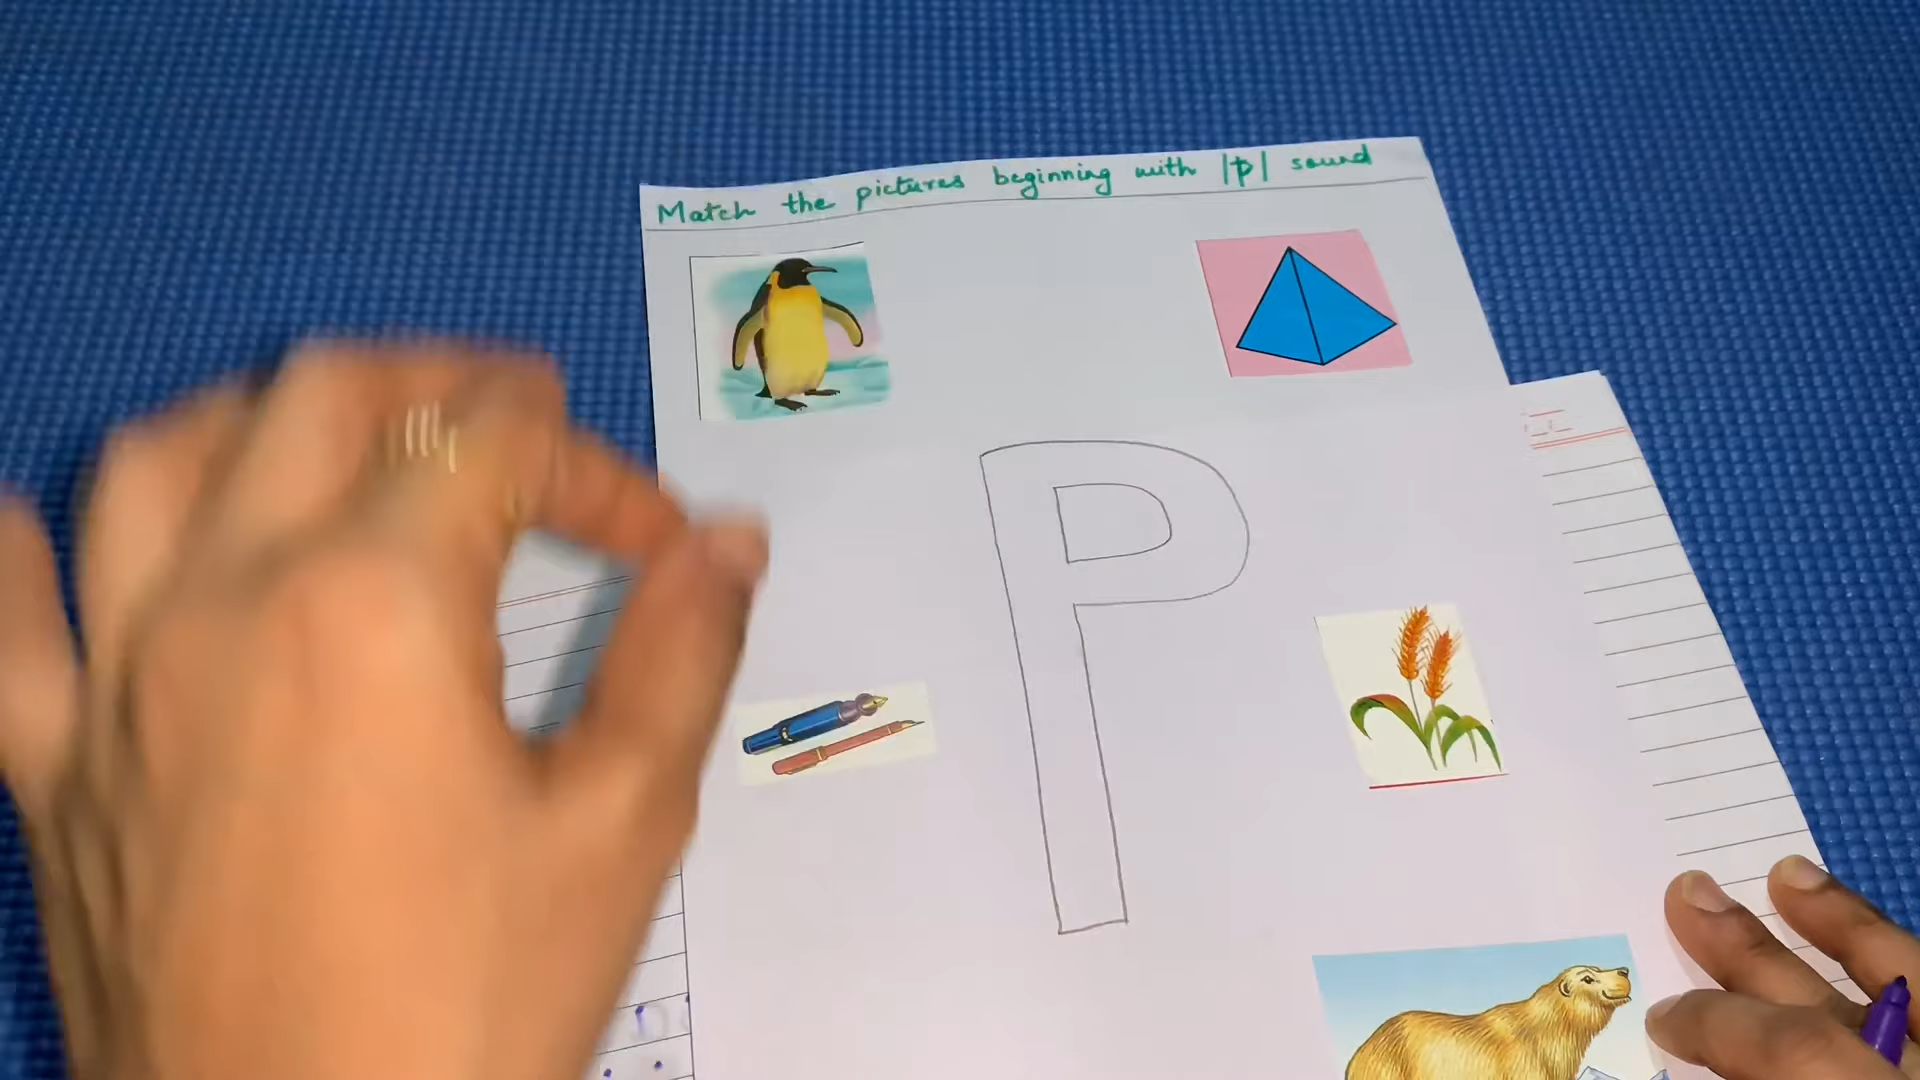 Match the pictures beginning with |p| sound
P